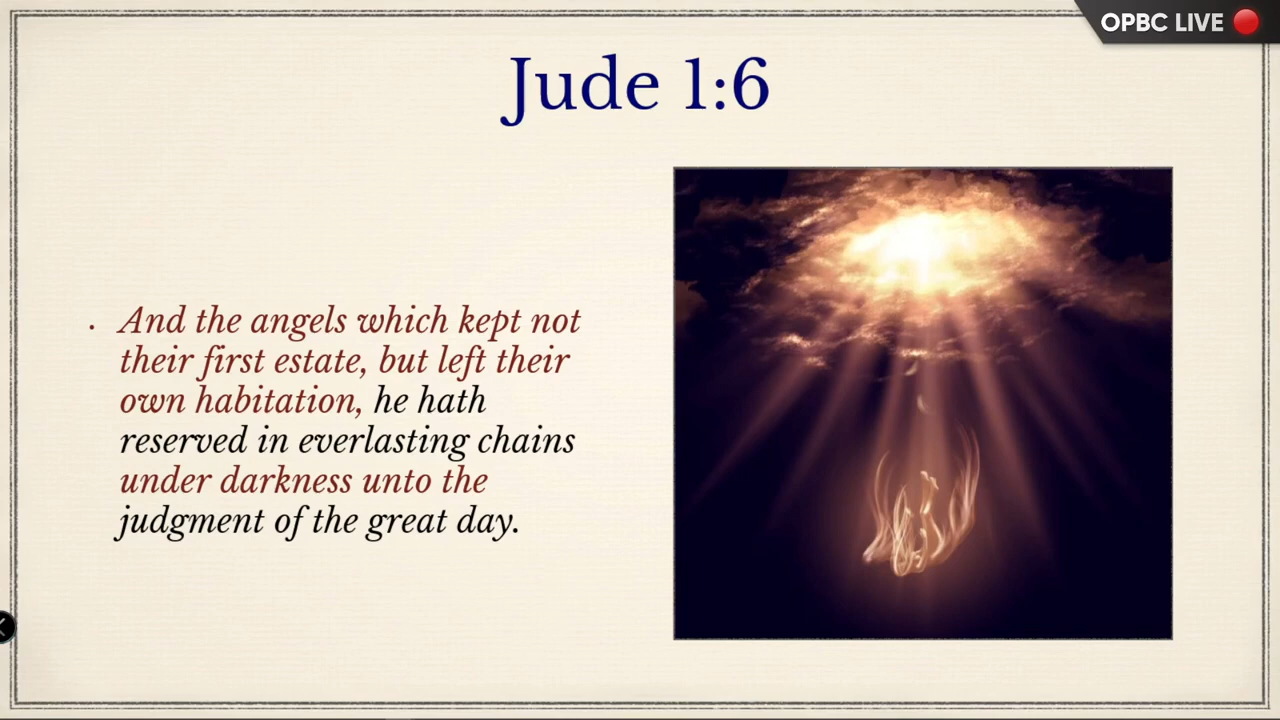 OPBC LIVE
Jude 1:6
• And the angels which kept not
their first estate, but left their
own habitation, he hath
reserved in everlasting chains
under darkness unto the
judgment of the great day.